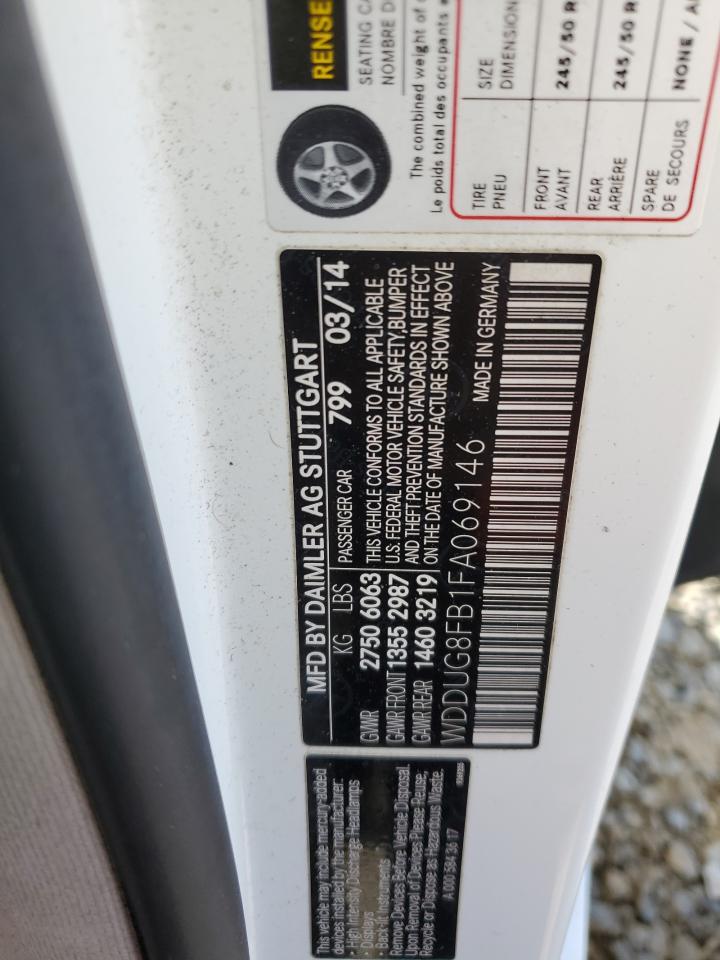 RENSE
SEATING CA
NOMBRE D
The combined weight of
Le poids total des occupants
TIRE SIZE
PNEU DIMENSION
FRONT 245/50 R
AVANT
REAR 245/50 R
ARRIÈRE
SPARE NONE / A
DE SECOURS
MFD BY DAIMLER AG STUTTGART
KG LBS PASSENGER CAR 799 03/14
GVWR 2750 6063 THIS VEHICLE CONFORMS TO ALL APPLICABLE
U.S. FEDERAL MOTOR VEHICLE SAFETY, BUMPER
GAWR FRONT 1355 2987 AND THEFT PREVENTION STANDARDS IN EFFECT
GAWR REAR 1460 3219 ON THE DATE OF MANUFACTURE SHOWN ABOVE
WDDUG8FB1FA069146 MADE IN GERMANY
This vehicle may include mercury-added
devices installed by the manufacturer:
• High Intensity Discharge Headlamps
• Displays
• Back-lit Instruments
Remove Devices Before Vehicle Disposal.
Upon Removal of Devices Please Reuse,
Recycle or Dispose as Hazardous Waste.
A 000 584 36 17